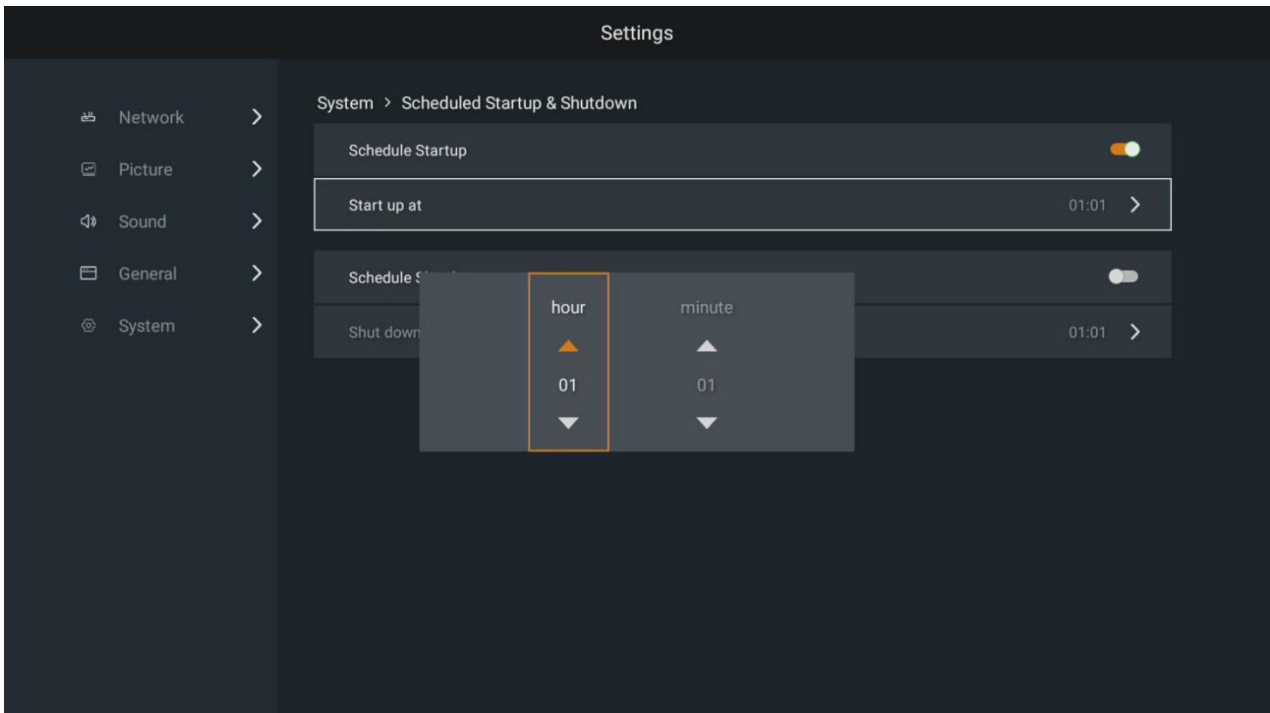 Settings
Network
Picture
Sound
General
System
System > Scheduled Startup & Shutdown
Schedule Startup
Start up at 01:01
Schedule
Shut down 01:01
hour minute
01 01